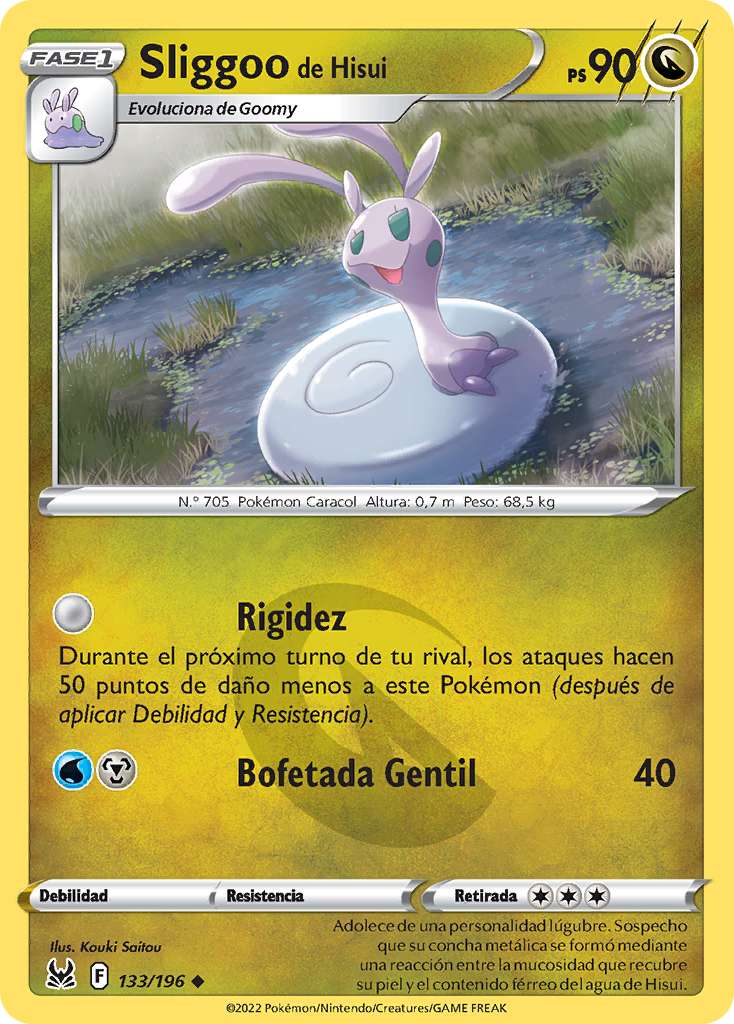 FASE 1
Sliggoo de Hisui
PS 90
Evoluciona de Goomy
N.º 705 Pokémon Caracol Altura: 0,7 m Peso: 68,5 kg
Rigidez
Durante el próximo turno de tu rival, los ataques hacen
50 puntos de daño menos a este Pokémon (después de
aplicar Debilidad y Resistencia).
Bofetada Gentil 40
Debilidad Resistencia Retirada
Adolece de una personalidad lúgubre. Sospecho
que su concha metálica se formó mediante
una reacción entre la mucosidad que recubre
su piel y el contenido férreo del agua de Hisui.
Ilus. Kouki Saitou
F 133/196
©2022 Pokémon/Nintendo/Creatures/GAME FREAK